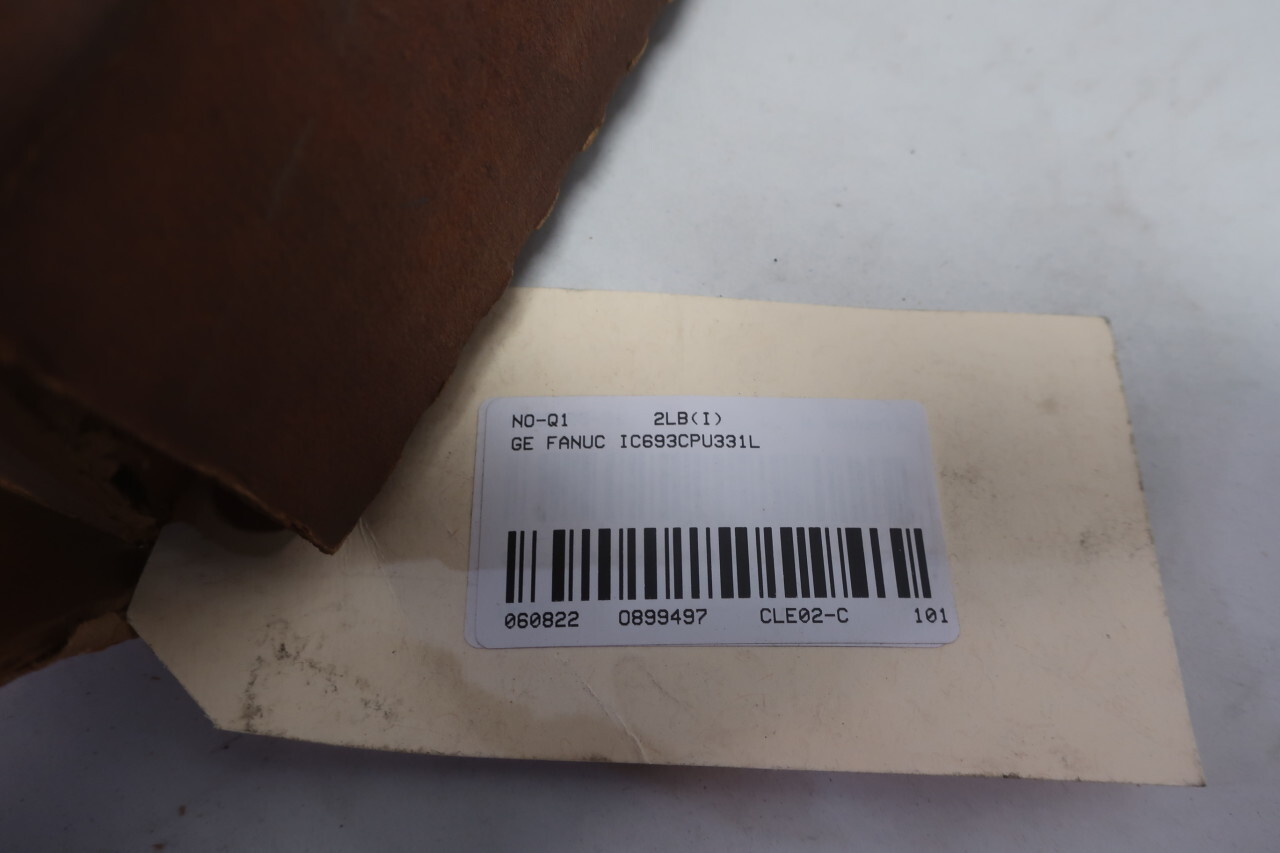 NO-Q1 2LB(I)
GE FANUC IC693CPU331L
060822 0899497 CLE02-C 101